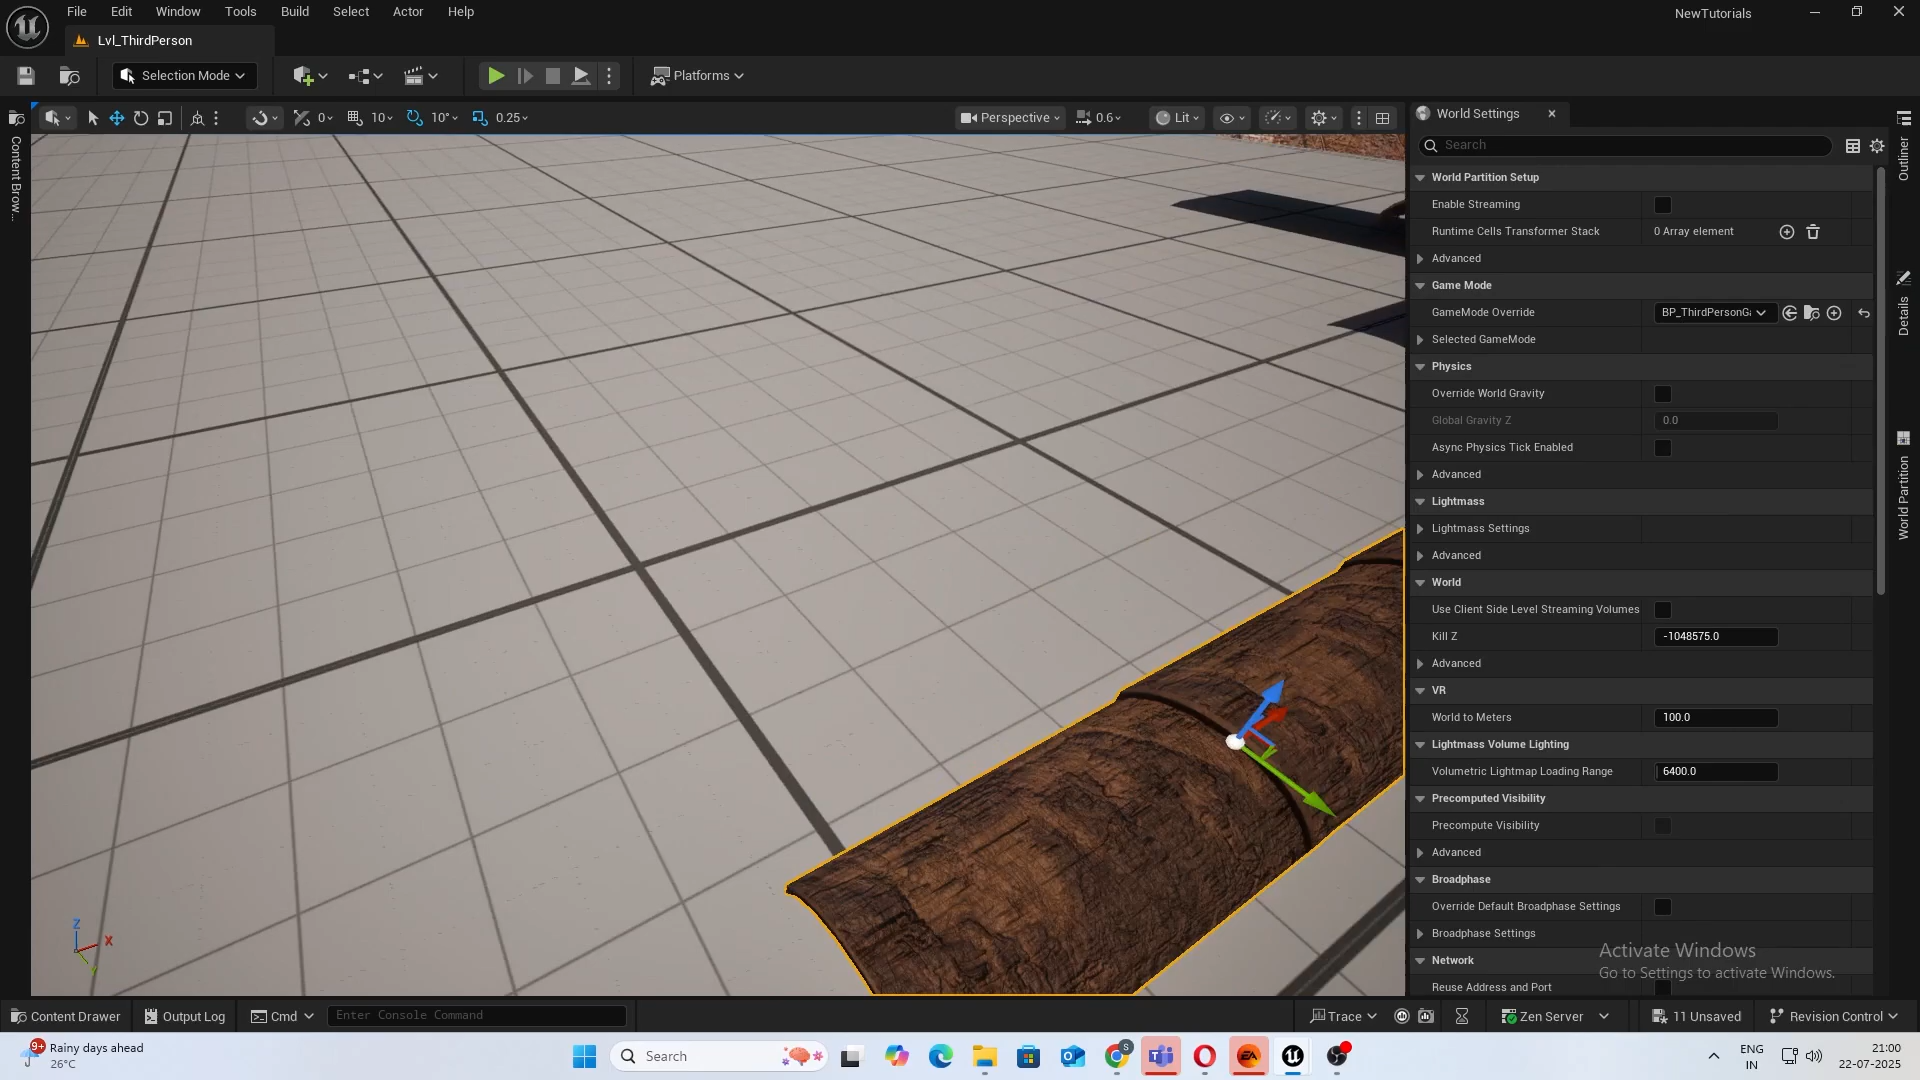 File Edit Window Tools Build Select Actor Help
NewTutorials
Lvl_ThirdPerson
Selection Mode
Platforms
0 10 10° 0.25
Perspective 0.6 Lit
World Settings
Search
World Partition Setup
Enable Streaming
Runtime Cells Transformer Stack 0 Array element
Advanced
Game Mode
GameMode Override BP_ThirdPersonGa
Selected GameMode
Physics
Override World Gravity
Global Gravity Z 0.0
Async Physics Tick Enabled
Advanced
Lightmass
Lightmass Settings
Advanced
World
Use Client Side Level Streaming Volumes
Kill Z -1048575.0
Advanced
VR
World to Meters 100.0
Lightmass Volume Lighting
Volumetric Lightmap Loading Range 6400.0
Precomputed Visibility
Precompute Visibility
Advanced
Broadphase
Override Default Broadphase Settings
Broadphase Settings
Network
Reuse Address and Port
Content Brow...
Outliner
Details
World Partition
Z
X
Y
Activate Windows
Go to Settings to activate Windows.
Content Drawer Output Log Cmd Enter Console Command
Trace Zen Server 11 Unsaved Revision Control
9+ Rainy days ahead
26°C
Search
S
ENG
IN
21:00
22-07-2025